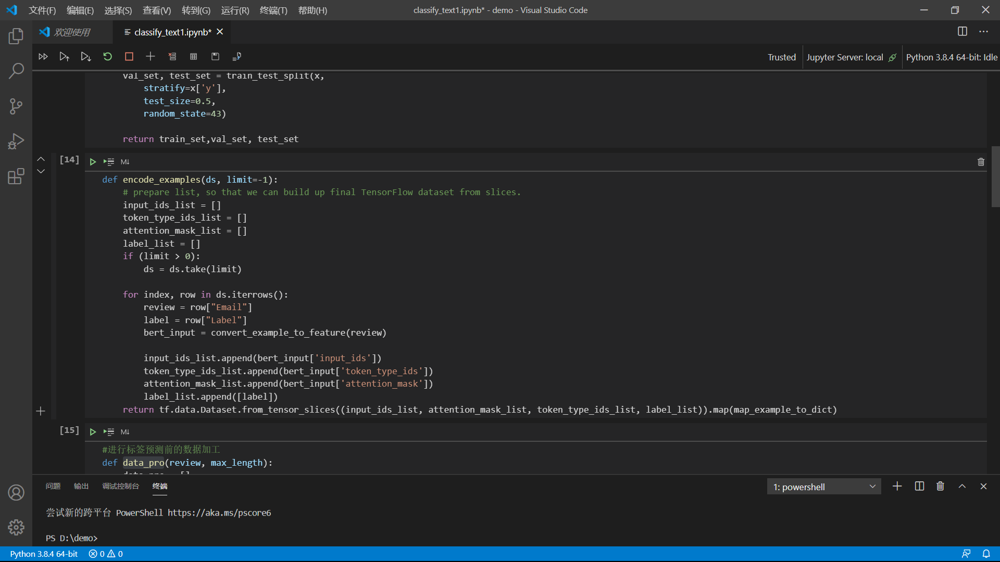 文件(F) 编辑(E) 选择(S) 查看(V) 转到(G) 运行(R) 终端(T) 帮助(H) classify_text1.ipynb* - demo - Visual Studio Code
欢迎使用 classify_text1.ipynb*
Trusted Jupyter Server: local Python 3.8.4 64-bit: Idle
val_set, test_set = train_test_split(x,
stratify=x['y'],
test_size=0.5,
random_state=43)
return train_set,val_set, test_set
[14] M↓
def encode_examples(ds, limit=-1):
# prepare list, so that we can build up final TensorFlow dataset from slices.
input_ids_list = []
token_type_ids_list = []
attention_mask_list = []
label_list = []
if (limit > 0):
ds = ds.take(limit)
for index, row in ds.iterrows():
review = row["Email"]
label = row["Label"]
bert_input = convert_example_to_feature(review)
input_ids_list.append(bert_input['input_ids'])
token_type_ids_list.append(bert_input['token_type_ids'])
attention_mask_list.append(bert_input['attention_mask'])
label_list.append([label])
return tf.data.Dataset.from_tensor_slices((input_ids_list, attention_mask_list, token_type_ids_list, label_list)).map(map_example_to_dict)
[15] M↓
#进行标签预测前的数据加工
def data_pro(review, max_length):
问题 输出 调试控制台 终端 1: powershell
尝试新的跨平台 PowerShell https://aka.ms/pscore6
PS D:\demo>
Python 3.8.4 64-bit 0 0